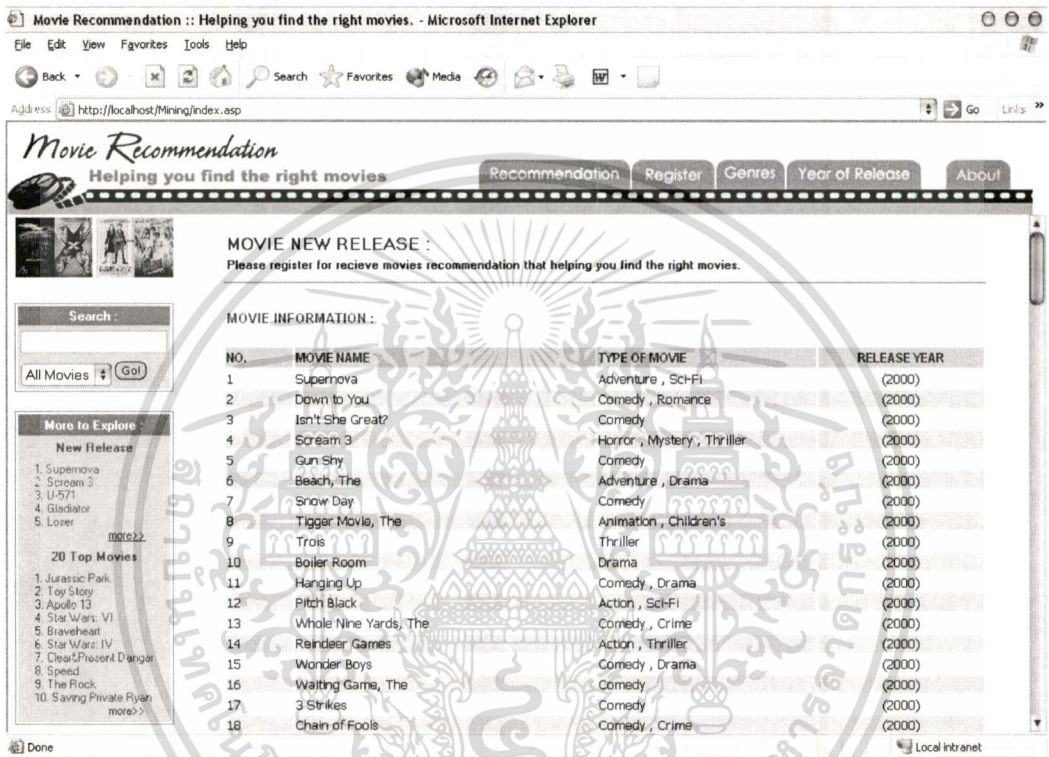 Movie Recommendation :: Helping you find the right movies. - Microsoft Internet Explorer
File Edit View Favorites Tools Help
Back Search Favorites Media
Address http://localhost/Mining/index.asp Go Links »
Movie Recommendation
Helping you find the right movies
Recommendation Register Genres Year of Release About
MOVIE NEW RELEASE :
Please register for recieve movies recommendation that helping you find the right movies.
Search :
All Movies Go!
More to Explore :
New Release
1. Supernova
2. Scream 3
3. U-571
4. Gladiator
5. Loser
more>>
20 Top Movies
1. Jurassic Park
2. Toy Story
3. Apollo 13
4. Star Wars: VI
5. Braveheart
6. Star Wars: IV
7. Clear&Present Danger
8. Speed
9. The Rock
10. Saving Private Ryan
more>>
MOVIE INFORMATION :
NO. MOVIE NAME TYPE OF MOVIE RELEASE YEAR
1 Supernova Adventure , Sci-Fi (2000)
2 Down to You Comedy , Romance (2000)
3 Isn't She Great? Comedy (2000)
4 Scream 3 Horror , Mystery , Thriller (2000)
5 Gun Shy Comedy (2000)
6 Beach, The Adventure , Drama (2000)
7 Snow Day Comedy (2000)
8 Tigger Movie, The Animation , Children's (2000)
9 Trois Thriller (2000)
10 Boiler Room Drama (2000)
11 Hanging Up Comedy , Drama (2000)
12 Pitch Black Action , Sci-Fi (2000)
13 Whole Nine Yards, The Comedy , Crime (2000)
14 Reindeer Games Action , Thriller (2000)
15 Wonder Boys Comedy , Drama (2000)
16 Waiting Game, The Comedy (2000)
17 3 Strikes Comedy (2000)
18 Chain of Fools Comedy , Crime (2000)
Done Local intranet